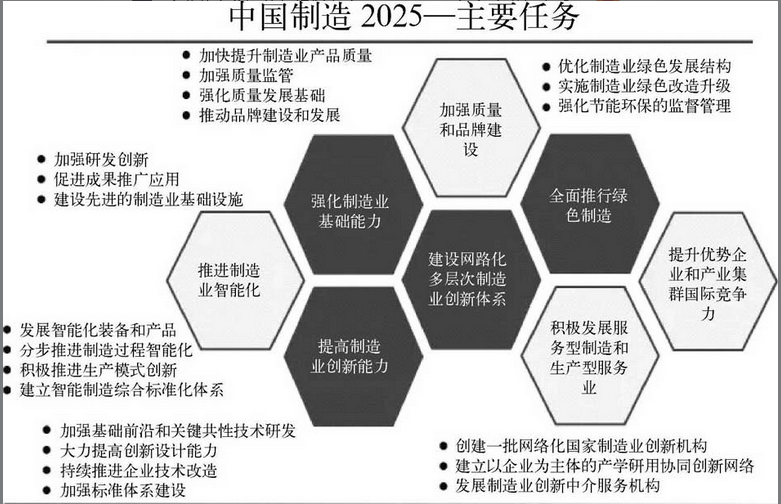 中国制造 2025—主要任务
● 加快提升制造业产品质量
● 加强质量监管
● 强化质量发展基础
● 推动品牌建设和发展
● 优化制造业绿色发展结构
● 实施制造业绿色改造升级
● 强化节能环保的监督管理
加强质量
和品牌建
设
● 加强研发创新
● 促进成果推广应用
● 建设先进的制造业基础设施
强化制造业
基础能力
全面推行绿
色制造
推进制造
业智能化
建设网路化
多层次制造
业创新体系
提升优势企
业和产业集
群国际竞争
力
● 发展智能化装备和产品
● 分步推进制造过程智能化
● 积极推进生产模式创新
● 建立智能制造综合标准化体系
提高制造
业创新能力
积极发展服
务型制造和
生产型服务
业
● 加强基础前沿和关键共性技术研发
● 大力提高创新设计能力
● 持续推进企业技术改造
● 加强标准体系建设
● 创建一批网络化国家制造业创新机构
● 建立以企业为主体的产学研用协同创新网络
● 发展制造业创新中介服务机构